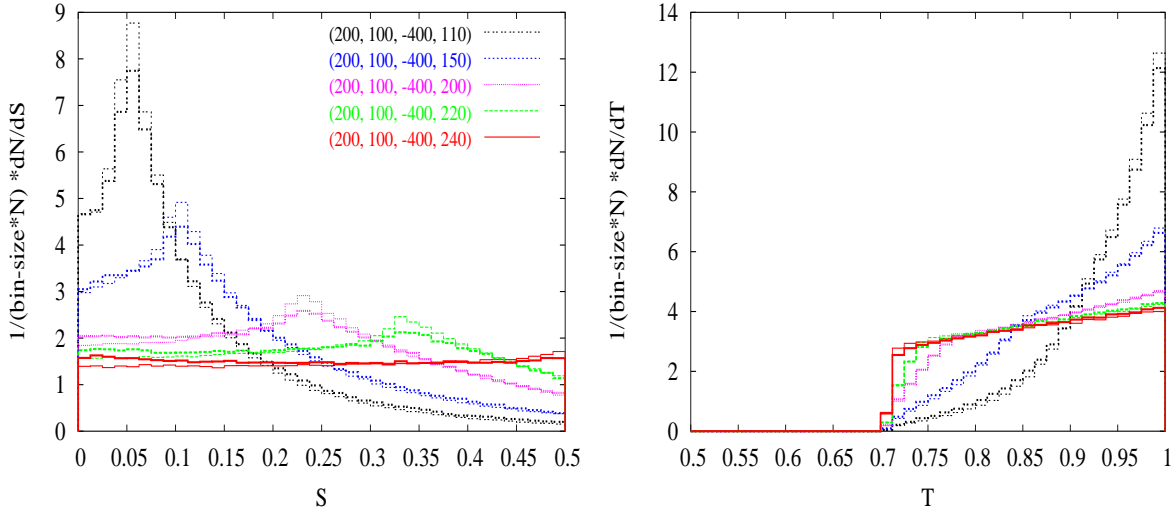 1/(bin-size*N) *dN/dS
9
8
7
6
5
4
3
2
1
0
(200, 100, -400, 110)
(200, 100, -400, 150)
(200, 100, -400, 200)
(200, 100, -400, 220)
(200, 100, -400, 240)
0 0.05 0.1 0.15 0.2 0.25 0.3 0.35 0.4 0.45 0.5
S
1/(bin-size*N) *dN/dT
14
12
10
8
6
4
2
0
0.5 0.55 0.6 0.65 0.7 0.75 0.8 0.85 0.9 0.95 1
T